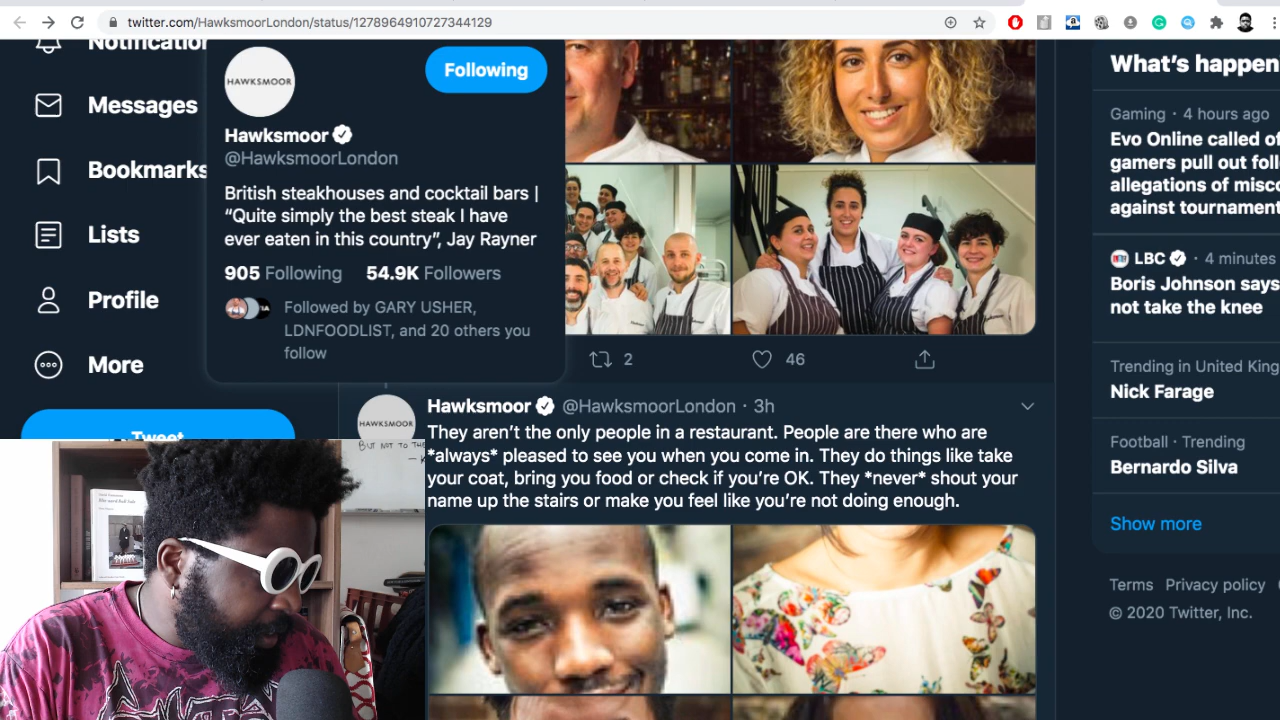 twitter.com/HawksmoorLondon/status/1278964910727344129
Notification
Messages
Bookmarks
Lists
Profile
More
Tweet
HAWKSMOOR
Following
Hawksmoor
@HawksmoorLondon
British steakhouses and cocktail bars |
“Quite simply the best steak I have
ever eaten in this country”, Jay Rayner
905 Following 54.9K Followers
Followed by GARY USHER,
LDNFOODLIST, and 20 others you
follow
2 46
HAWKSMOOR
Hawksmoor @HawksmoorLondon · 3h
They aren’t the only people in a restaurant. People are there who are
*always* pleased to see you when you come in. They do things like take
your coat, bring you food or check if you’re OK. They *never* shout your
name up the stairs or make you feel like you’re not doing enough.
BUT NOT TO THE
What’s happen
Gaming · 4 hours ago
Evo Online called of
gamers pull out foll
allegations of misco
against tournament
LBC · 4 minutes
Boris Johnson says
not take the knee
Trending in United King
Nick Farage
Football · Trending
Bernardo Silva
Show more
Terms Privacy policy
© 2020 Twitter, Inc.